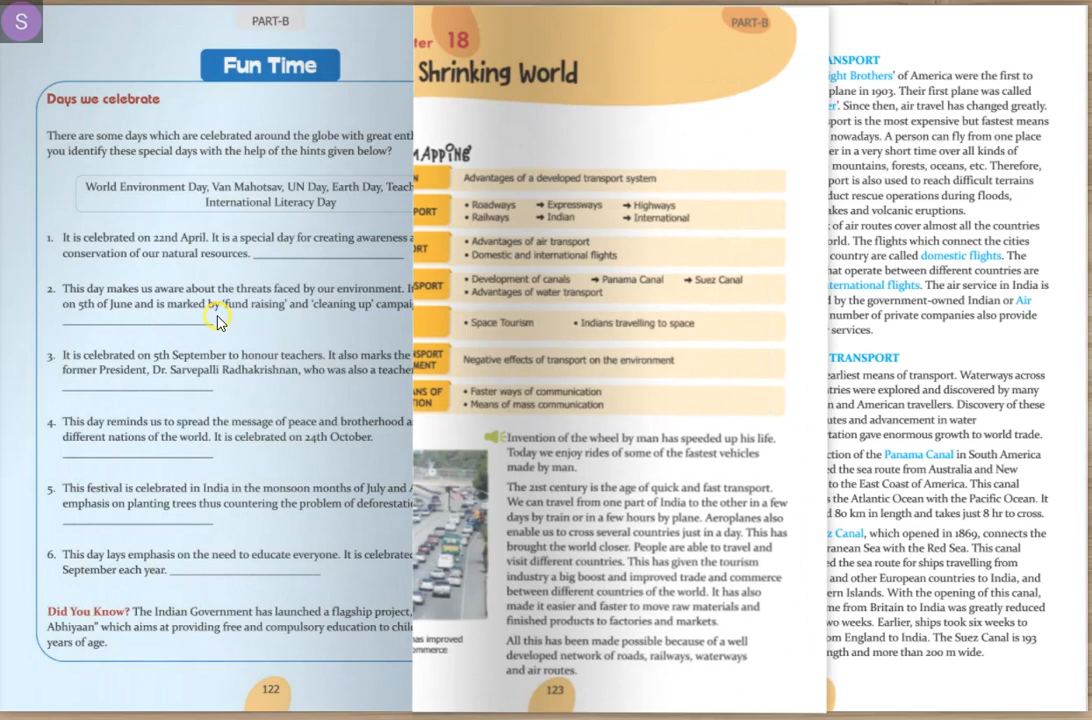 S
PART-B
Fun Time
Days we celebrate
There are some days which are celebrated around the globe with great
you identify these special days with the help of the hints given below?
World Environment Day, Van Mahotsav, UN Day, Earth Day,
International Literacy Day
1. It is celebrated on 22nd April. It is a special day for creating awareness
conservation of our natural resources.
2. This day makes us aware about the threats faced by our environment.
on 5th of June and is marked by 'fund raising' and 'cleaning up'
3. It is celebrated on 5th September to honour teachers. It also marks the
former President, Dr. Sarvepalli Radhakrishnan, who was also a
4. This day reminds us to spread the message of peace and brotherhood
different nations of the world. It is celebrated on 24th October.
5. This festival is celebrated in India in the monsoon months of July and
emphasis on planting trees thus countering the problem of
6. This day lays emphasis on the need to educate everyone. It is
September each year.
Did You Know? The Indian Government has launched a flagship project,
Abhiyaan" which aims at providing free and compulsory education to
years of age.
122
PART-B
ter 18
Shrinking World
Advantages of a developed transport system
PORT
• Roadways → Expressways → Highways
• Railways → Indian → International
ORT
• Advantages of air transport
• Domestic and international flights
SPORT
• Development of canals → Panama Canal → Suez Canal
• Advantages of water transport
• Space Tourism • Indians travelling to space
SPORT
MENT
Negative effects of transport on the environment
NS OF
TION
• Faster ways of communication
• Means of mass communication
Invention of the wheel by man has speeded up his life.
Today we enjoy rides of some of the fastest vehicles
made by man.
The 21st century is the age of quick and fast transport.
We can travel from one part of India to the other in a few
days by train or in a few hours by plane. Aeroplanes also
enable us to cross several countries just in a day. This has
brought the world closer. People are able to travel and
visit different countries. This has given the tourism
industry a big boost and improved trade and commerce
between different countries of the world. It has also
made it easier and faster to move raw materials and
finished products to factories and markets.
All this has been made possible because of a well
developed network of roads, railways, waterways
and air routes.
has improved
ommerce
123
ANSPORT
ight Brothers' of America were the first to
plane in 1903. Their first plane was called
er'. Since then, air travel has changed greatly.
sport is the most expensive but fastest means
nowadays. A person can fly from one place
er in a very short time over all kinds of
mountains, forests, oceans, etc. Therefore,
port is also used to reach difficult terrains
duct rescue operations during floods,
akes and volcanic eruptions.
of air routes cover almost all the countries
orld. The flights which connect the cities
country are called domestic flights. The
hat operate between different countries are
ternational flights. The air service in India is
d by the government-owned Indian or Air
number of private companies also provide
services.
TRANSPORT
earliest means of transport. Waterways across
tries were explored and discovered by many
n and American travellers. Discovery of these
utes and advancement in water
tation gave enormous growth to world trade.
ction of the Panama Canal in South America
ed the sea route from Australia and New
to the East Coast of America. This canal
s the Atlantic Ocean with the Pacific Ocean. It
d 80 km in length and takes just 8 hr to cross.
z Canal, which opened in 1869, connects the
ranean Sea with the Red Sea. This canal
ed the sea route for ships travelling from
and other European countries to India, and
ern Islands. With the opening of this canal,
me from Britain to India was greatly reduced
wo weeks. Earlier, ships took six weeks to
om England to India. The Suez Canal is 193
ngth and more than 200 m wide.